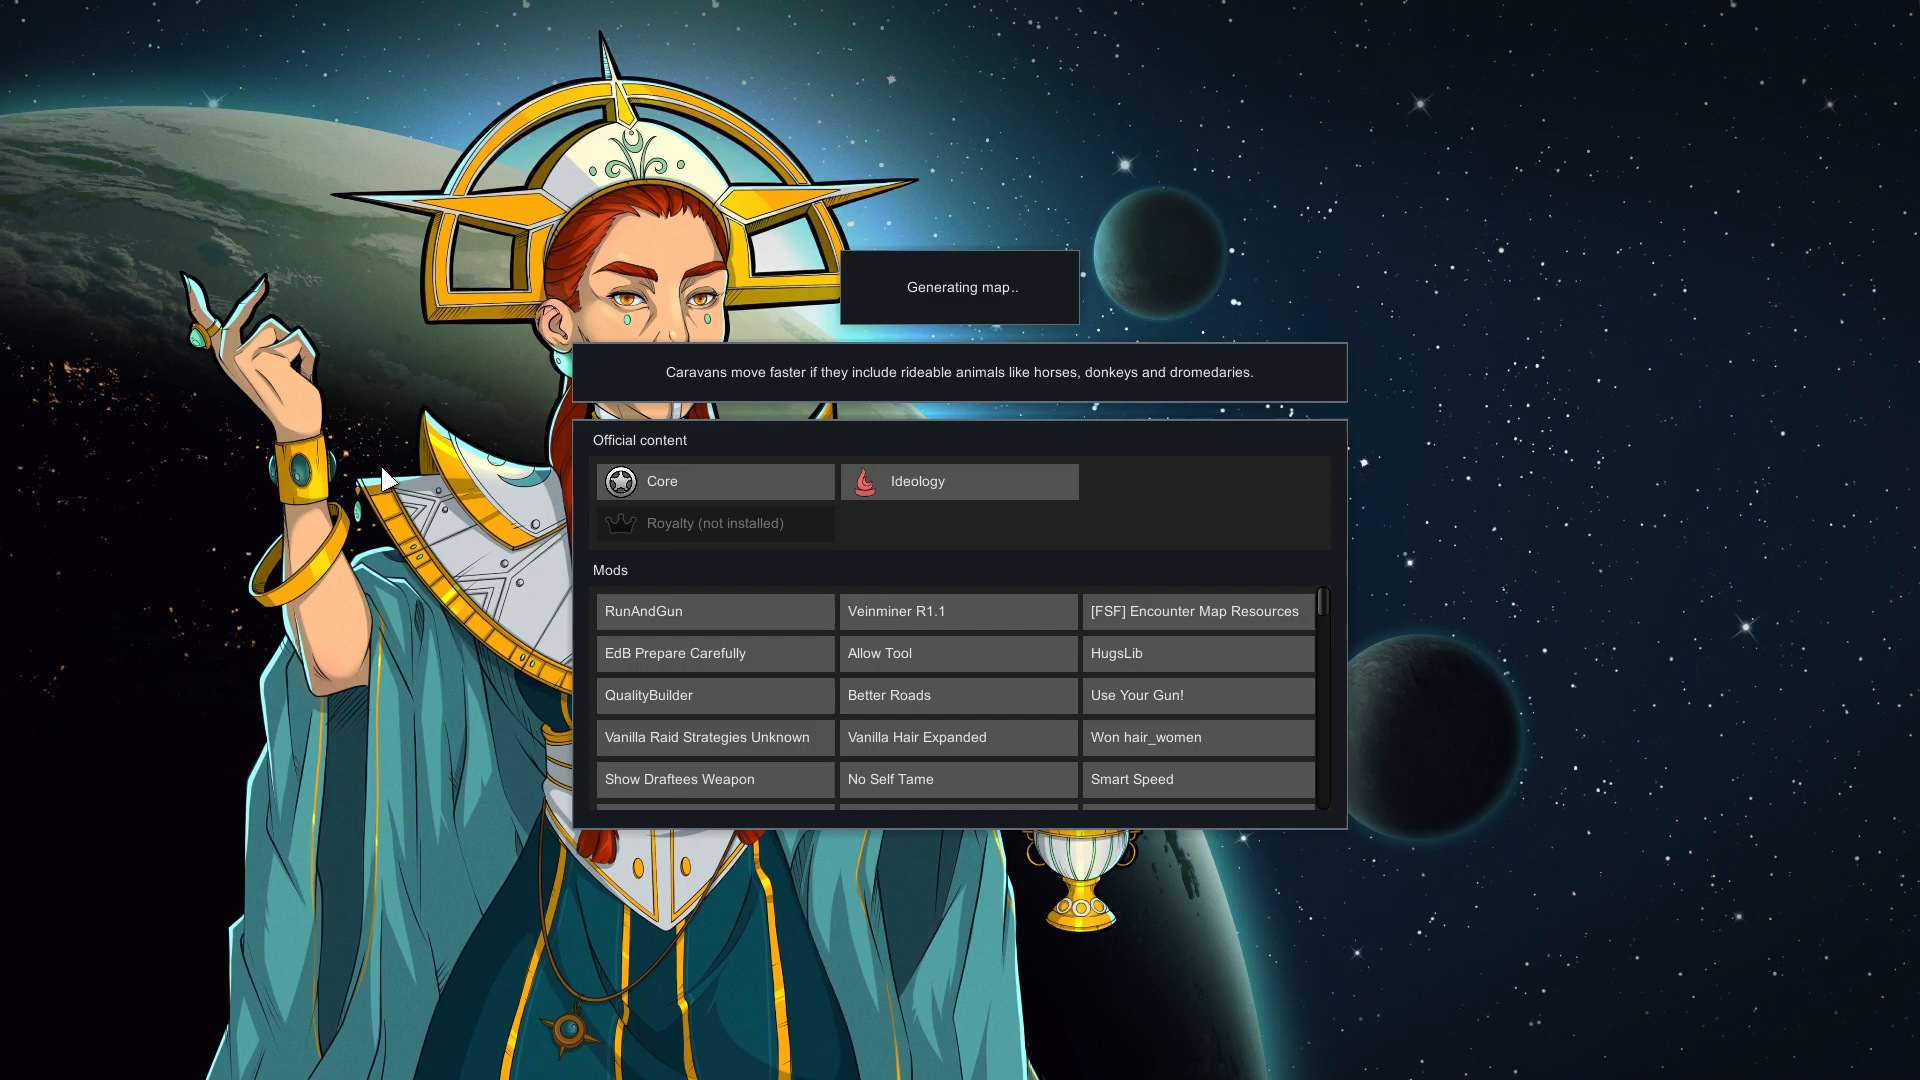 Generating map..
Caravans move faster if they include rideable animals like horses, donkeys and dromedaries.
Official content
Core
Ideology
Royalty (not installed)
Mods
RunAndGun
Veinminer R1.1
[FSF] Encounter Map Resources
EdB Prepare Carefully
Allow Tool
HugsLib
QualityBuilder
Better Roads
Use Your Gun!
Vanilla Raid Strategies Unknown
Vanilla Hair Expanded
Won hair_women
Show Draftees Weapon
No Self Tame
Smart Speed